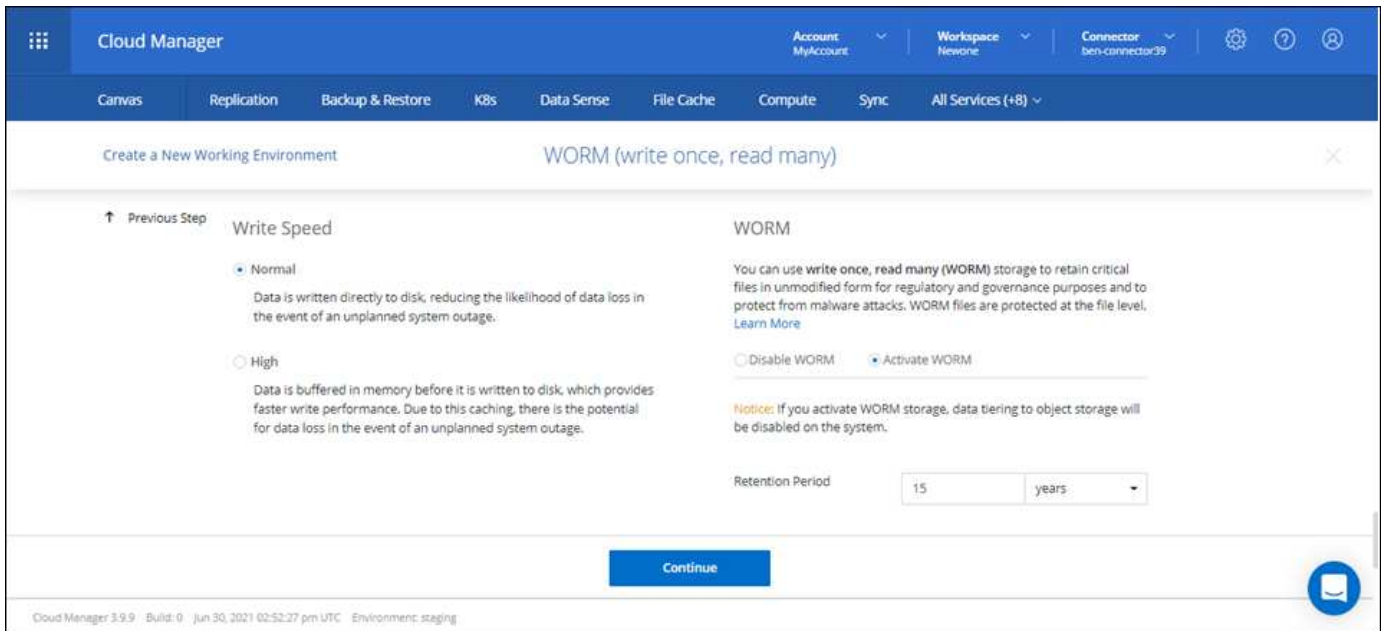 Cloud Manager
Account
MyAccount
Workspace
Newone
Connector
ben-connector39
Canvas
Replication
Backup & Restore
K8s
Data Sense
File Cache
Compute
Sync
All Services (+8)
Create a New Working Environment
WORM (write once, read many)
↑ Previous Step
Write Speed
Normal
Data is written directly to disk, reducing the likelihood of data loss in
the event of an unplanned system outage.
High
Data is buffered in memory before it is written to disk, which provides
faster write performance. Due to this caching, there is the potential
for data loss in the event of an unplanned system outage.
WORM
You can use write once, read many (WORM) storage to retain critical
files in unmodified form for regulatory and governance purposes and to
protect from malware attacks. WORM files are protected at the file level.
Learn More
Disable WORM
Activate WORM
Notice: If you activate WORM storage, data tiering to object storage will
be disabled on the system.
Retention Period
15
years
Continue
Cloud Manager 3.9.9 Build: 0 Jun 30, 2021 02:52:27 pm UTC Environment: staging